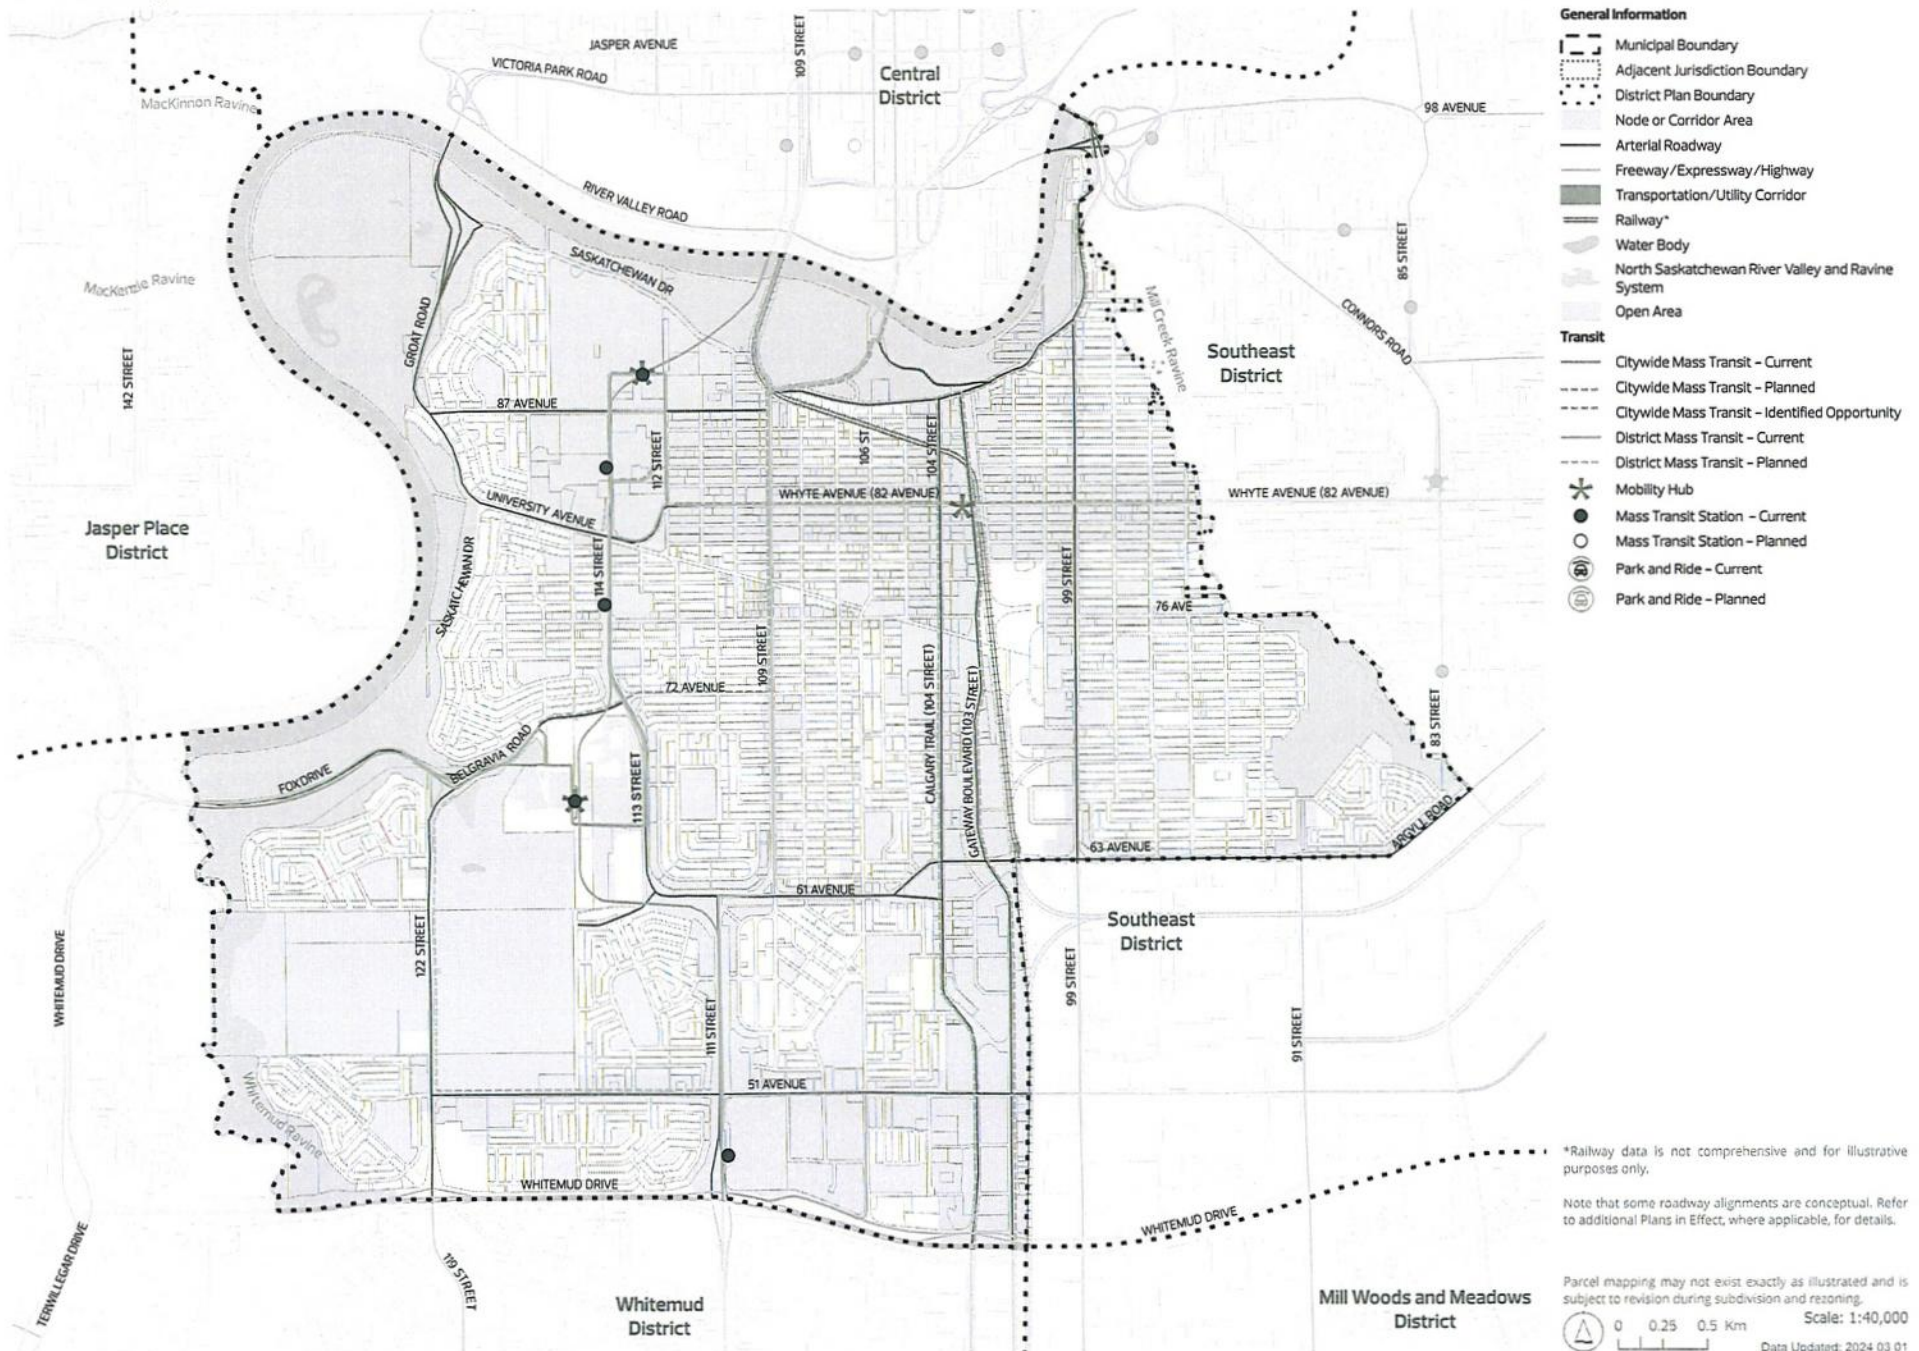 JASPER AVENUE
109 STREET
VICTORIA PARK ROAD
Central
District
MacKinnon Ravine
98 AVENUE
RIVER VALLEY ROAD
SASKATCHEWAN DR
MacKenzie Ravine
85 STREET
Mill Creek Ravine
CONNORS ROAD
GROAT ROAD
142 STREET
Southeast
District
87 AVENUE
106 ST
104 STREET
112 STREET
WHYTE AVENUE (82 AVENUE)
WHYTE AVENUE (82 AVENUE)
UNIVERSITY AVENUE
Jasper Place
District
SASKATCHEWAN DR
114 STREET
99 STREET
76 AVE
109 STREET
72 AVENUE
CALGARY TRAIL (104 STREET)
GATEWAY BOULEVARD (103 STREET)
83 STREET
BELGRAVIA ROAD
FOX DRIVE
113 STREET
ARGYLL ROAD
63 AVENUE
61 AVENUE
Southeast
District
122 STREET
WHITEMUD DRIVE
99 STREET
111 STREET
91 STREET
51 AVENUE
Whitemud Ravine
WHITEMUD DRIVE
WHITEMUD DRIVE
TERWILLEGAR DRIVE
119 STREET
Whitemud
District
Mill Woods and Meadows
District
General Information
Municipal Boundary
Adjacent Jurisdiction Boundary
District Plan Boundary
Node or Corridor Area
Arterial Roadway
Freeway/Expressway/Highway
Transportation/Utility Corridor
Railway*
Water Body
North Saskatchewan River Valley and Ravine
System
Open Area
Transit
Citywide Mass Transit – Current
Citywide Mass Transit – Planned
Citywide Mass Transit – Identified Opportunity
District Mass Transit – Current
District Mass Transit – Planned
Mobility Hub
Mass Transit Station – Current
Mass Transit Station – Planned
Park and Ride – Current
Park and Ride – Planned
*Railway data is not comprehensive and for illustrative
purposes only.
Note that some roadway alignments are conceptual. Refer
to additional Plans in Effect, where applicable, for details.
Parcel mapping may not exist exactly as illustrated and is
subject to revision during subdivision and rezoning.
Scale: 1:40,000
0 0.25 0.5 Km
Data Updated: 2024 03 01